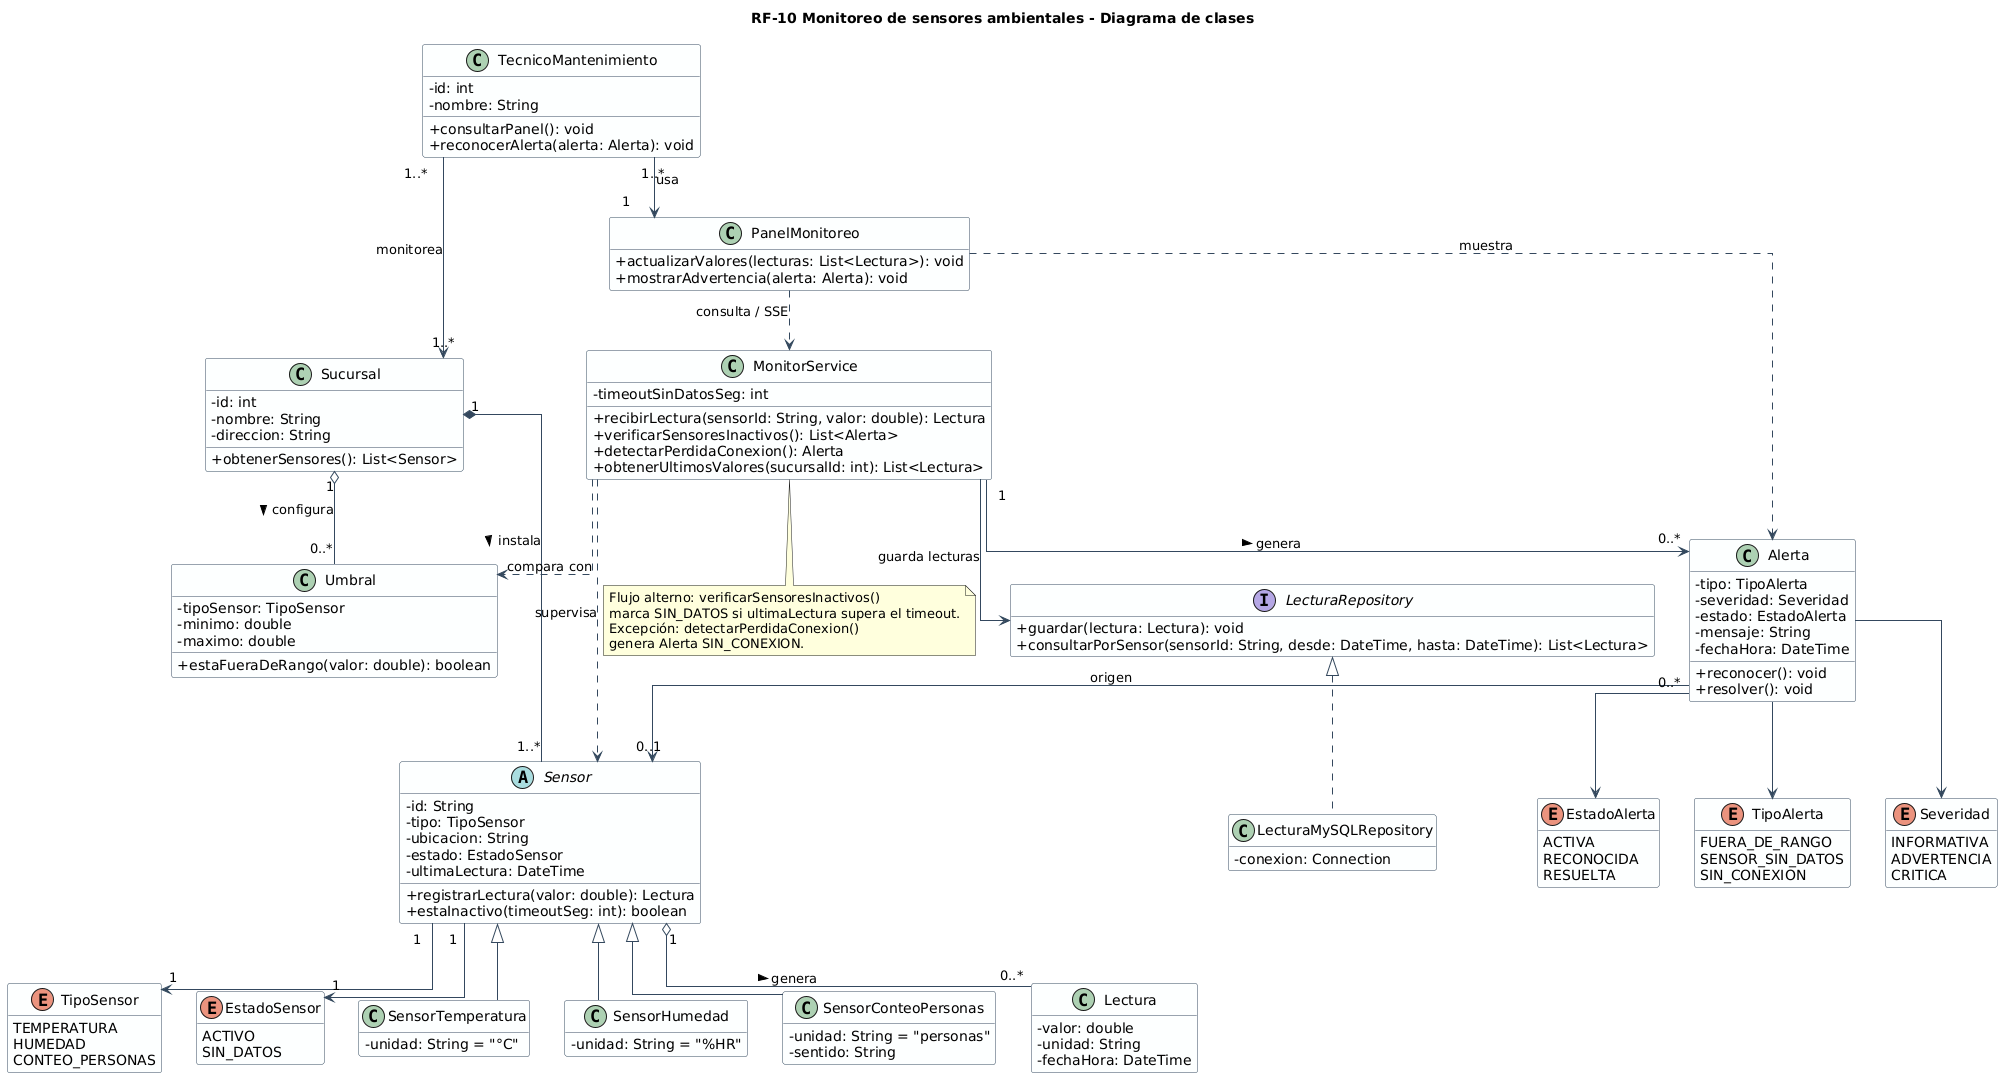 RF-10 Monitoreo de sensores ambientales - Diagrama de clases
C TecnicoMantenimiento
-id: int
-nombre: String
+consultarPanel(): void
+reconocerAlerta(alerta: Alerta): void
1..*
1..*
usa
1
monitorea
1..*
C PanelMonitoreo
+actualizarValores(lecturas: List<Lectura>): void
+mostrarAdvertencia(alerta: Alerta): void
muestra
consulta / SSE
C Sucursal
-id: int
-nombre: String
-direccion: String
+obtenerSensores(): List<Sensor>
1
C MonitorService
-timeoutSinDatosSeg: int
+recibirLectura(sensorId: String, valor: double): Lectura
+verificarSensoresInactivos(): List<Alerta>
+detectarPerdidaConexion(): Alerta
+obtenerUltimosValores(sucursalId: int): List<Lectura>
1
configura
0..*
instala
compara con
supervisa
guarda lecturas
1
genera
0..*
C Umbral
-tipoSensor: TipoSensor
-minimo: double
-maximo: double
+estaFueraDeRango(valor: double): boolean
Flujo alterno: verificarSensoresInactivos()
marca SIN_DATOS si ultimaLectura supera el timeout.
Excepción: detectarPerdidaConexion()
genera Alerta SIN_CONEXION.
I LecturaRepository
+guardar(lectura: Lectura): void
+consultarPorSensor(sensorId: String, desde: DateTime, hasta: DateTime): List<Lectura>
C Alerta
-tipo: TipoAlerta
-severidad: Severidad
-estado: EstadoAlerta
-mensaje: String
-fechaHora: DateTime
+reconocer(): void
+resolver(): void
origen
0..*
1..*
0..1
A Sensor
-id: String
-tipo: TipoSensor
-ubicacion: String
-estado: EstadoSensor
-ultimaLectura: DateTime
+registrarLectura(valor: double): Lectura
+estaInactivo(timeoutSeg: int): boolean
C LecturaMySQLRepository
-conexion: Connection
E EstadoAlerta
ACTIVA
RECONOCIDA
RESUELTA
E TipoAlerta
FUERA_DE_RANGO
SENSOR_SIN_DATOS
SIN_CONEXION
E Severidad
INFORMATIVA
ADVERTENCIA
CRITICA
1
1
1
1
1
genera
0..*
E TipoSensor
TEMPERATURA
HUMEDAD
CONTEO_PERSONAS
E EstadoSensor
ACTIVO
SIN_DATOS
C SensorTemperatura
-unidad: String = "°C"
C SensorHumedad
-unidad: String = "%HR"
C SensorConteoPersonas
-unidad: String = "personas"
-sentido: String
C Lectura
-valor: double
-unidad: String
-fechaHora: DateTime